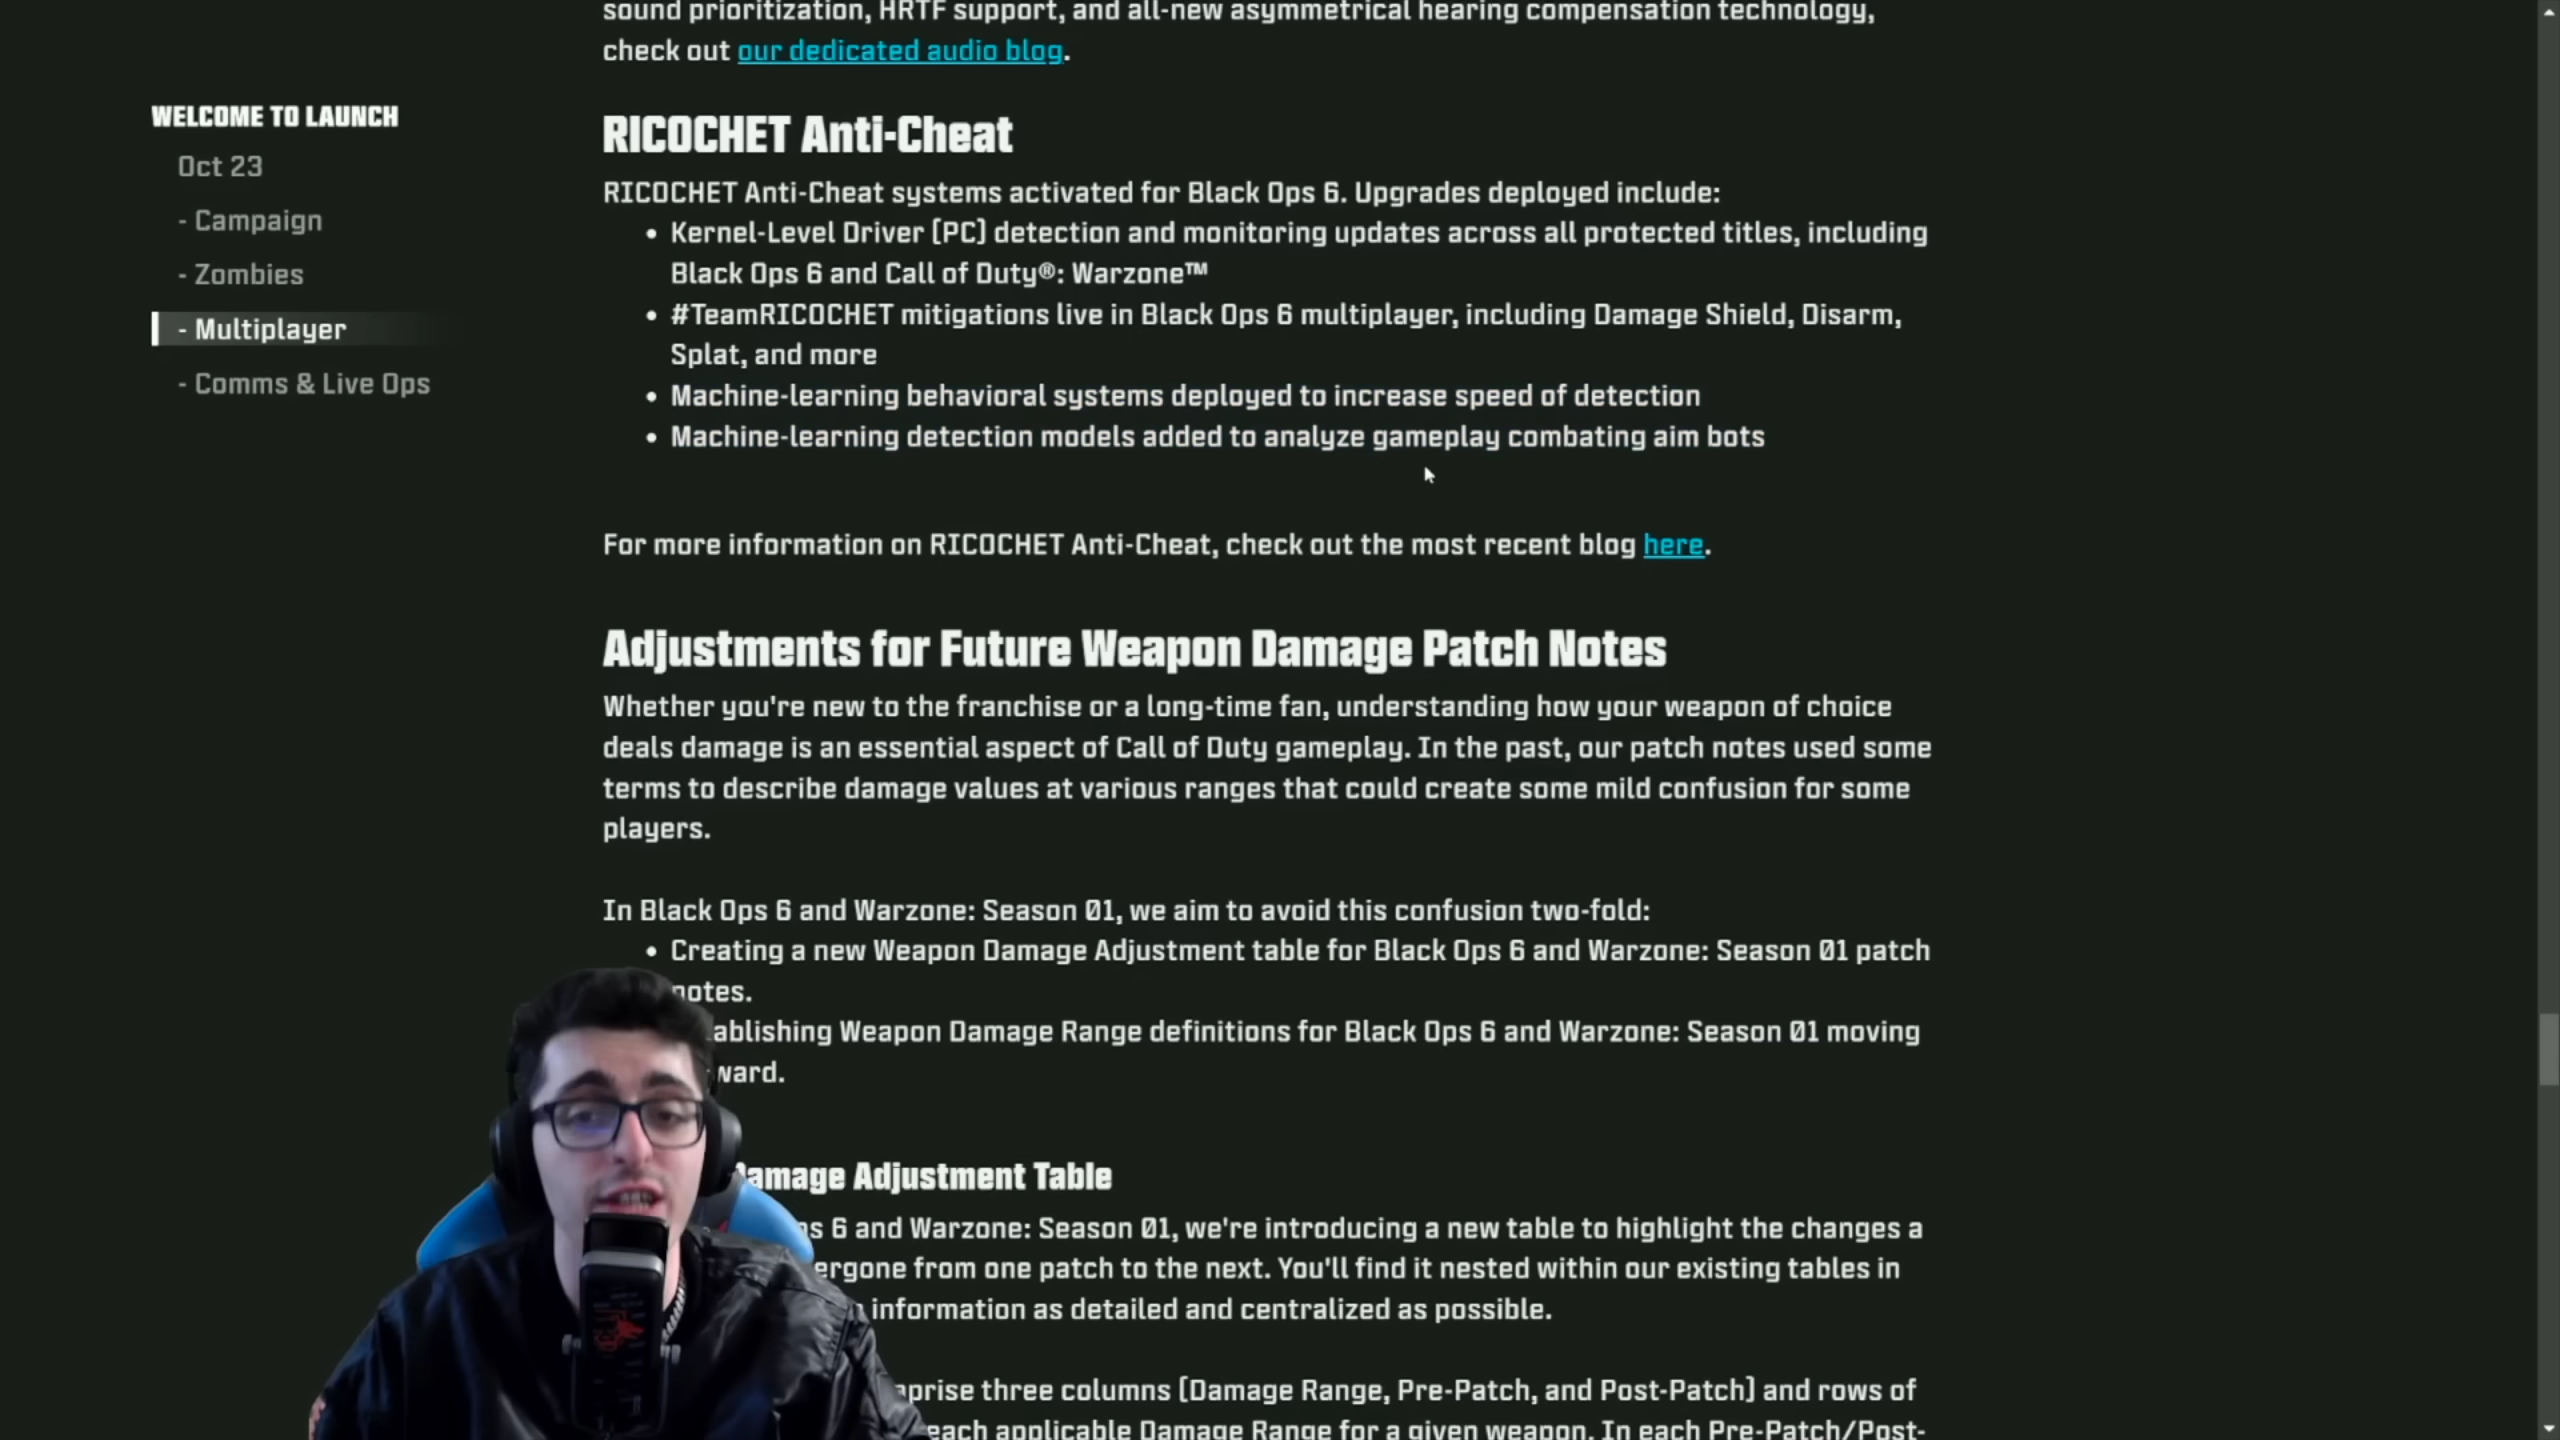 sound prioritization, HRTF support, and all-new asymmetrical hearing compensation technology,
check out our dedicated audio blog.
WELCOME TO LAUNCH
Oct 23
- Campaign
- Zombies
- Multiplayer
- Comms & Live Ops
RICOCHET Anti-Cheat
RICOCHET Anti-Cheat systems activated for Black Ops 6. Upgrades deployed include:
• Kernel-Level Driver (PC) detection and monitoring updates across all protected titles, including
Black Ops 6 and Call of Duty®: Warzone™
• #TeamRICOCHET mitigations live in Black Ops 6 multiplayer, including Damage Shield, Disarm,
Splat, and more
• Machine-learning behavioral systems deployed to increase speed of detection
• Machine-learning detection models added to analyze gameplay combating aim bots
For more information on RICOCHET Anti-Cheat, check out the most recent blog here.
Adjustments for Future Weapon Damage Patch Notes
Whether you're new to the franchise or a long-time fan, understanding how your weapon of choice
deals damage is an essential aspect of Call of Duty gameplay. In the past, our patch notes used some
terms to describe damage values at various ranges that could create some mild confusion for some
players.
In Black Ops 6 and Warzone: Season 01, we aim to avoid this confusion two-fold:
• Creating a new Weapon Damage Adjustment table for Black Ops 6 and Warzone: Season 01 patch
notes.
ablishing Weapon Damage Range definitions for Black Ops 6 and Warzone: Season 01 moving
ward.
Damage Adjustment Table
s 6 and Warzone: Season 01, we're introducing a new table to highlight the changes a
ergone from one patch to the next. You'll find it nested within our existing tables in
information as detailed and centralized as possible.
prise three columns (Damage Range, Pre-Patch, and Post-Patch) and rows of
each applicable Damage Range for a given weapon. In each Pre-Patch/Post-